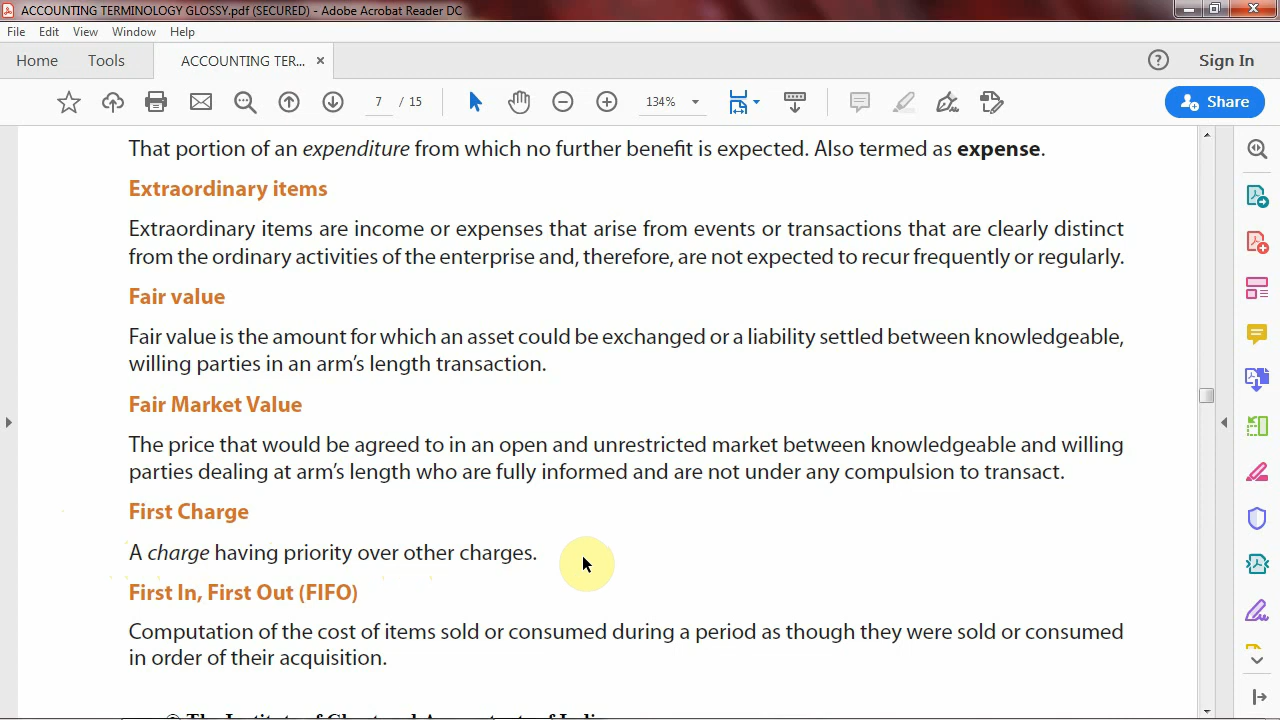 ACCOUNTING TERMINOLOGY GLOSSY.pdf (SECURED) - Adobe Acrobat Reader DC
File Edit View Window Help
Home Tools ACCOUNTING TER... × ? Sign In
7 / 15 134% Share
That portion of an expenditure from which no further benefit is expected. Also termed as expense.
Extraordinary items
Extraordinary items are income or expenses that arise from events or transactions that are clearly distinct
from the ordinary activities of the enterprise and, therefore, are not expected to recur frequently or regularly.
Fair value
Fair value is the amount for which an asset could be exchanged or a liability settled between knowledgeable,
willing parties in an arm's length transaction.
Fair Market Value
The price that would be agreed to in an open and unrestricted market between knowledgeable and willing
parties dealing at arm's length who are fully informed and are not under any compulsion to transact.
First Charge
A charge having priority over other charges.
First In, First Out (FIFO)
Computation of the cost of items sold or consumed during a period as though they were sold or consumed
in order of their acquisition.
© The Institute of Chartered Accountants of India